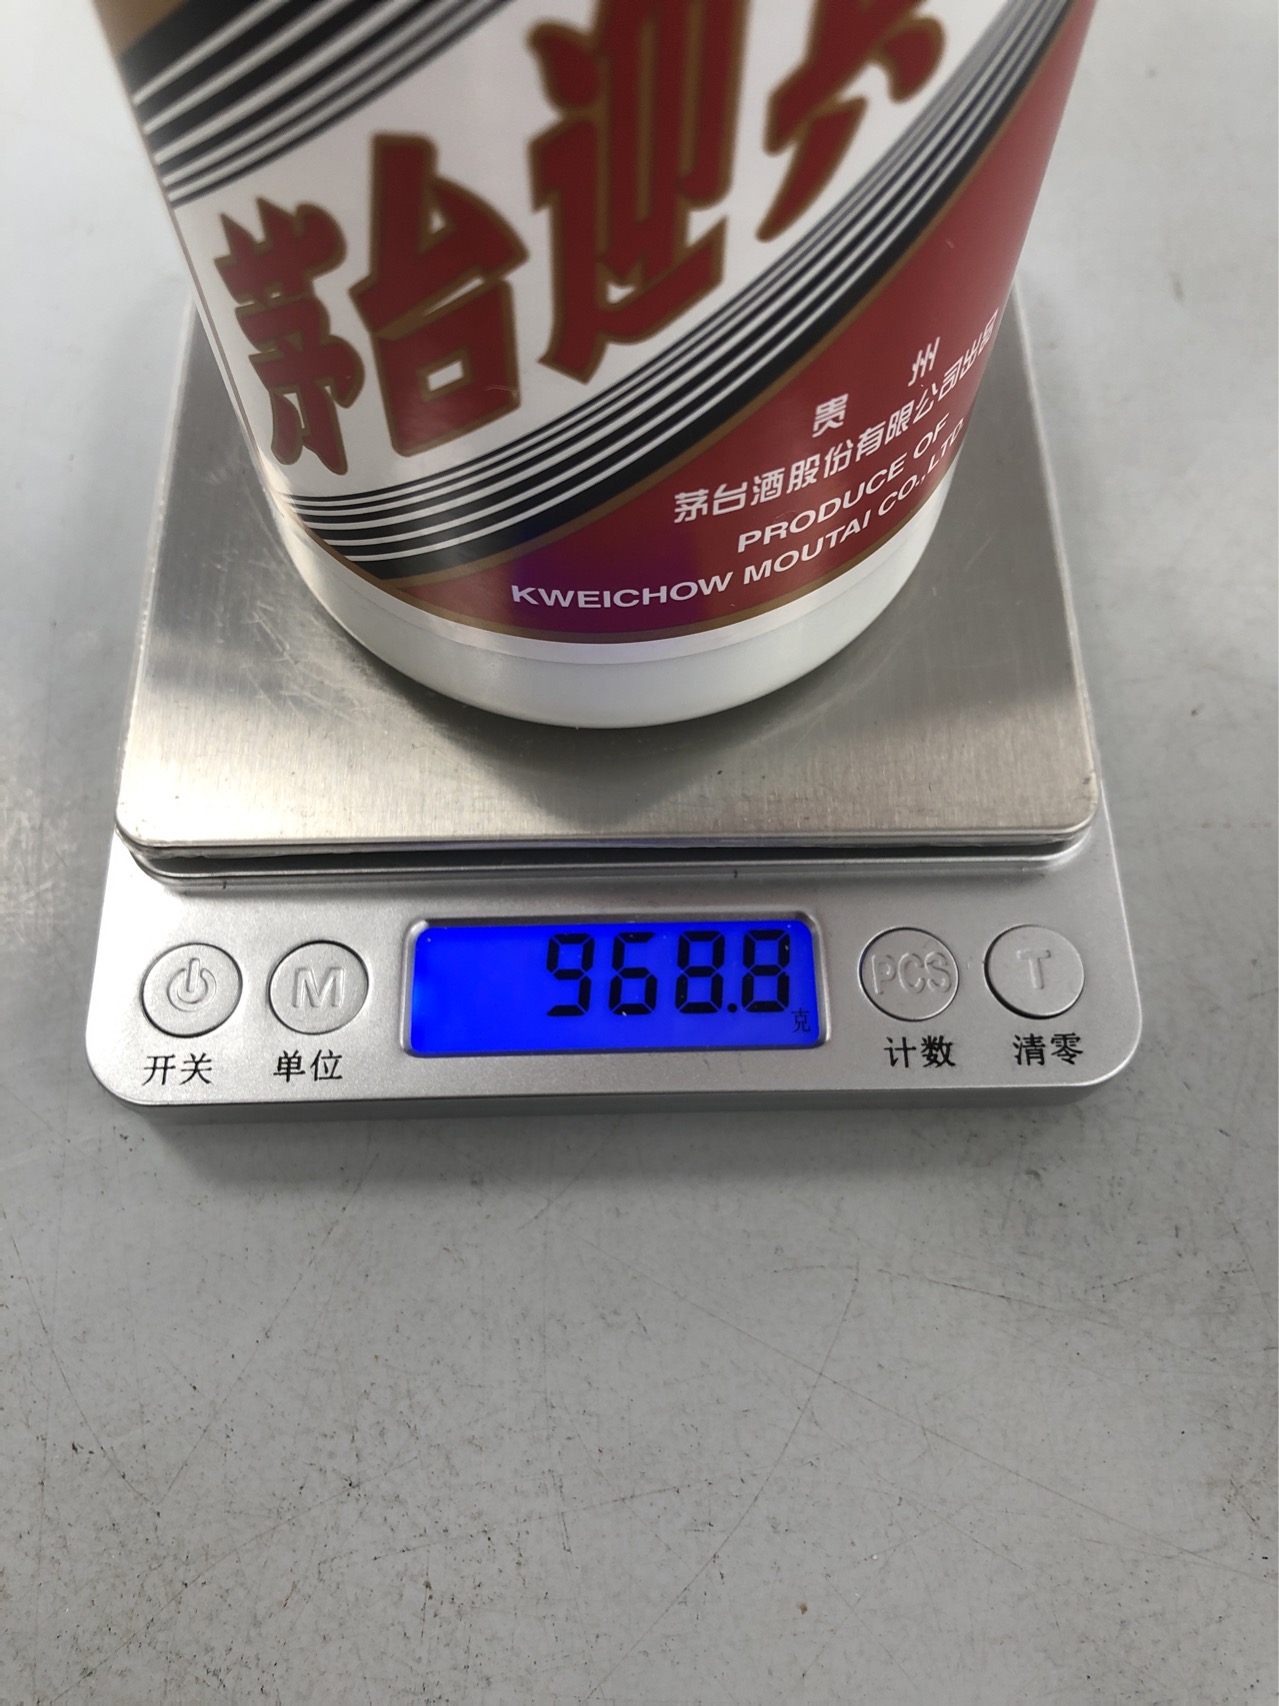 茅台迎宾
贵州
茅台酒股份有限公司出品
PRODUCE OF
KWEICHOW MOUTAI CO.,LTD
968.8
克
M
PCS
T
开关
单位
计数
清零